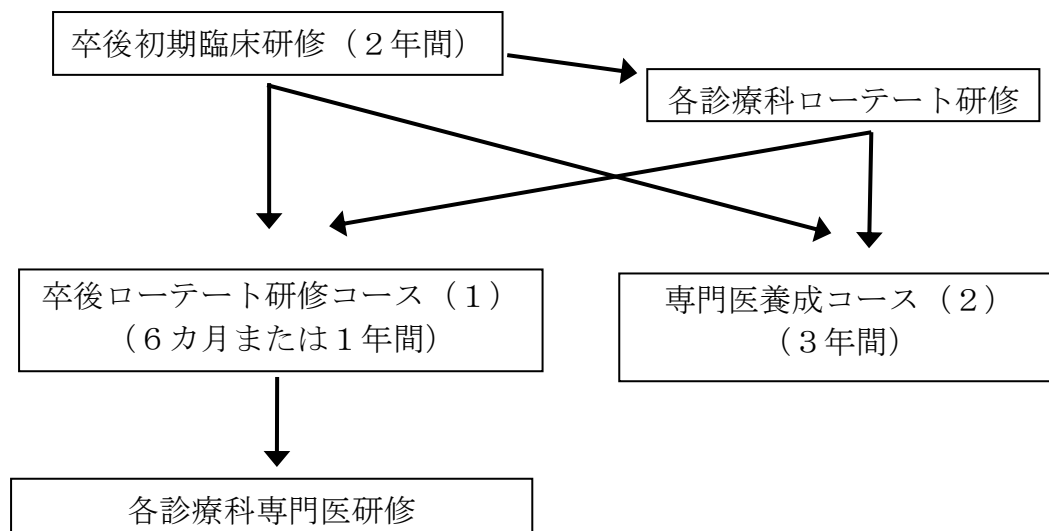 卒後初期臨床研修（２年間）
各診療科ローテート研修
卒後ローテート研修コース（１）
（６カ月または１年間）
専門医養成コース（２）
（３年間）
各診療科専門医研修